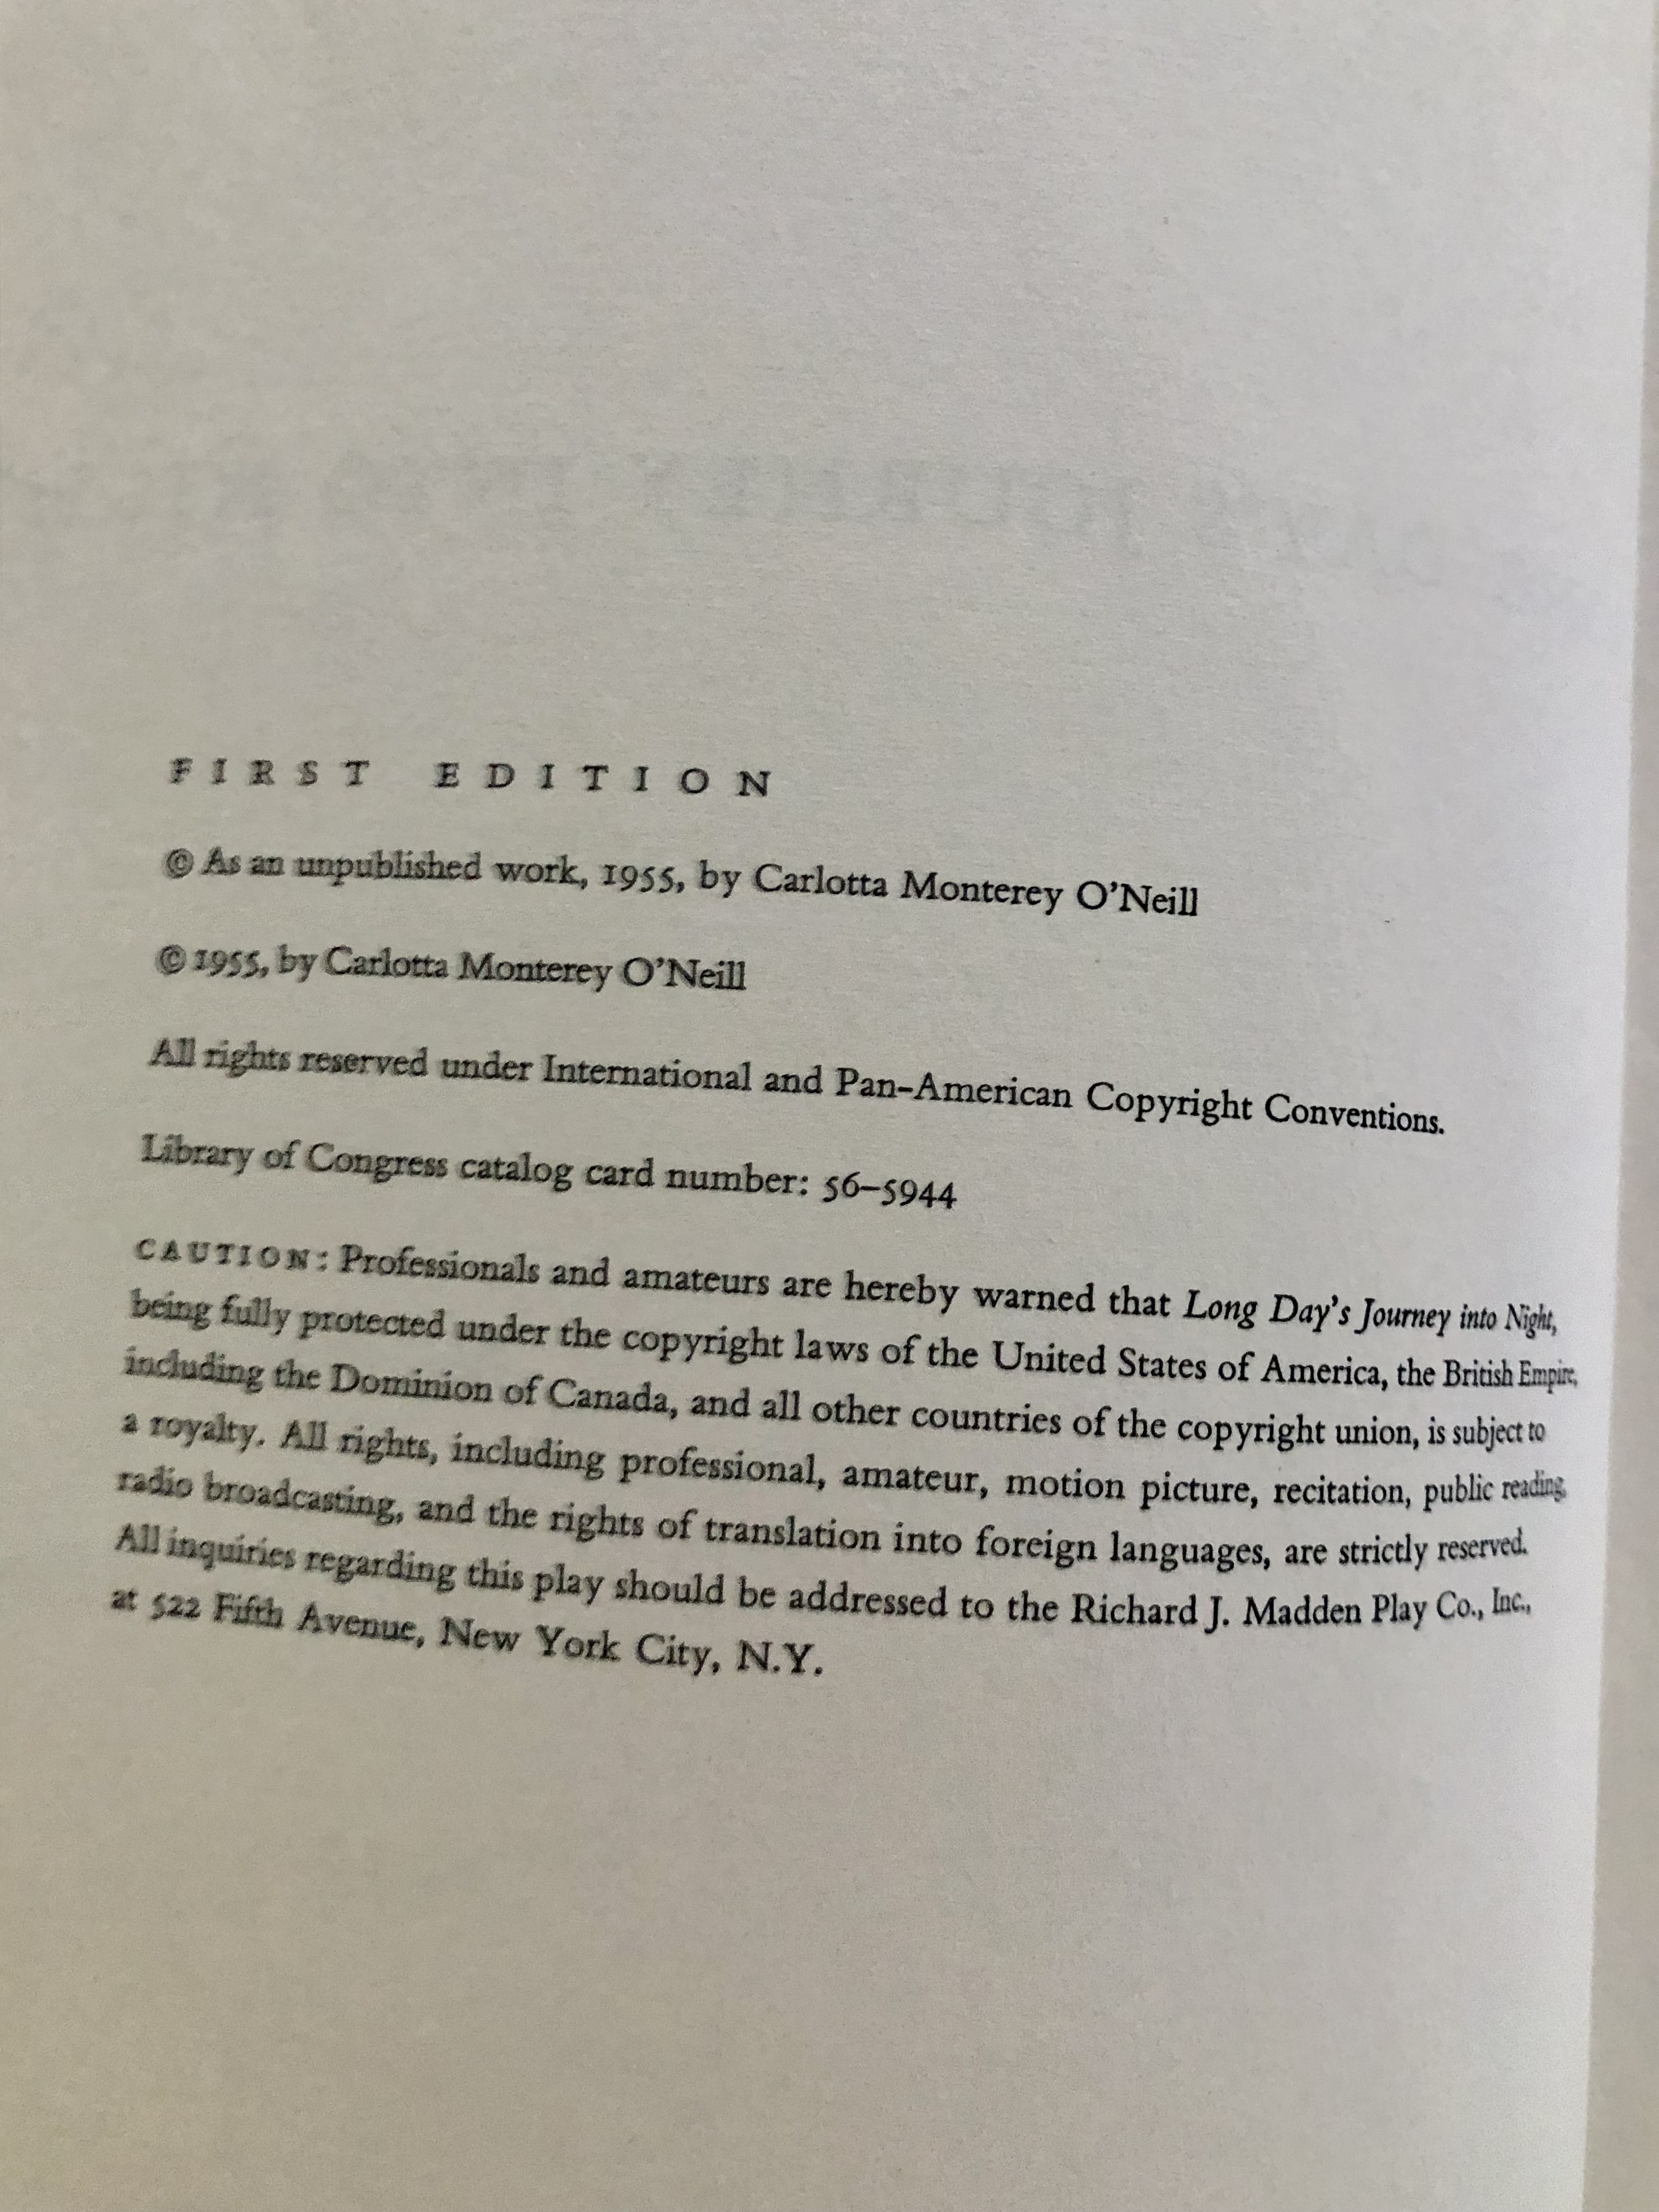 FIRST EDITION
© As an unpublished work, 1955, by Carlotta Monterey O'Neill
© 1955, by Carlotta Monterey O'Neill
All rights reserved under International and Pan-American Copyright Conventions.
Library of Congress catalog card number: 56–5944
CAUTION: Professionals and amateurs are hereby warned that Long Day's Journey into Night,
being fully protected under the copyright laws of the United States of America, the British Empire,
including the Dominion of Canada, and all other countries of the copyright union, is subject to
a royalty. All rights, including professional, amateur, motion picture, recitation, public reading,
radio broadcasting, and the rights of translation into foreign languages, are strictly reserved.
All inquiries regarding this play should be addressed to the Richard J. Madden Play Co., Inc.,
at 522 Fifth Avenue, New York City, N.Y.